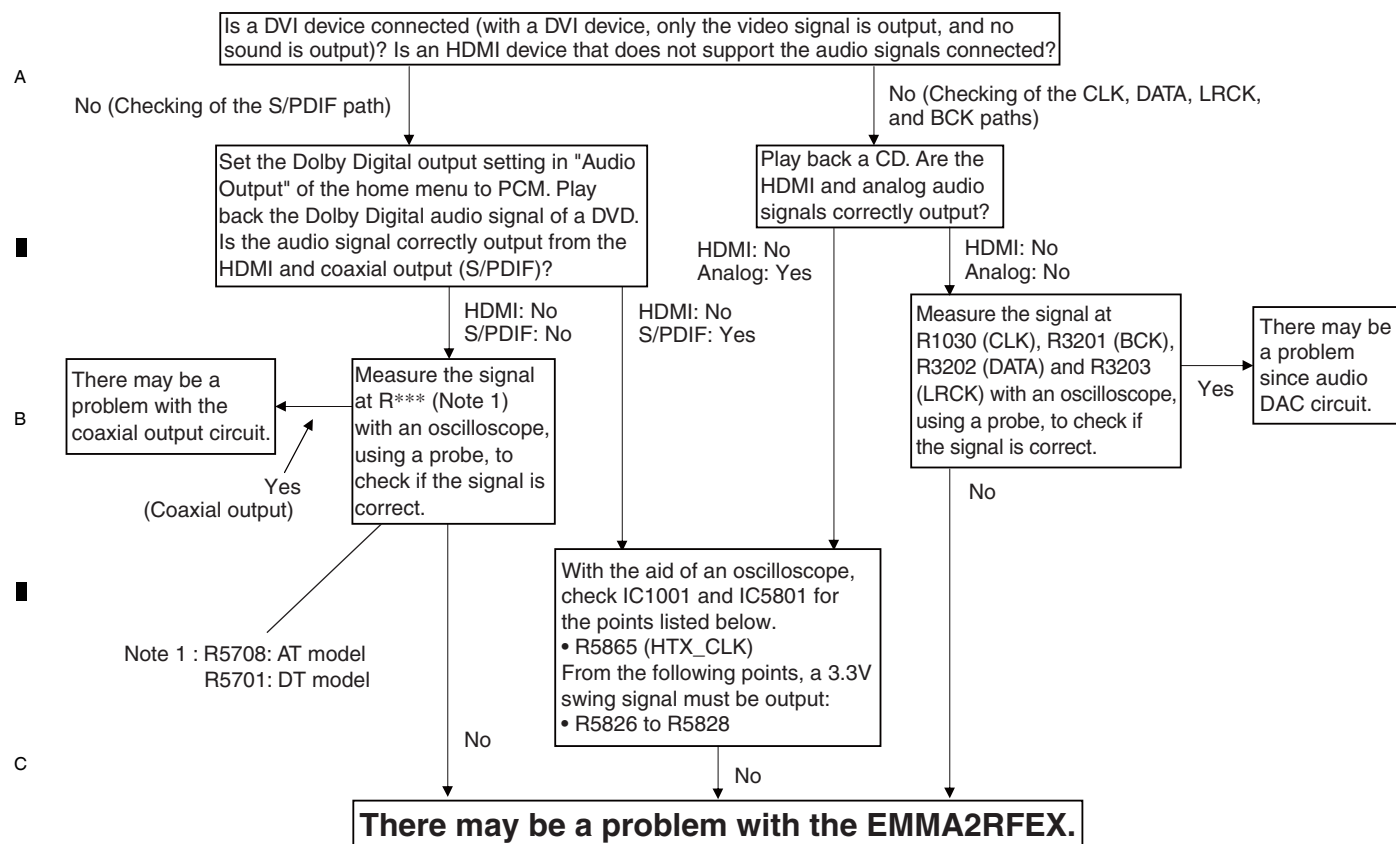 Is a DVI device connected (with a DVI device, only the video signal is output, and no
sound is output)? Is an HDMI device that does not support the audio signals connected?
A
No (Checking of the S/PDIF path)
No (Checking of the CLK, DATA, LRCK,
and BCK paths)
Set the Dolby Digital output setting in "Audio
Output" of the home menu to PCM. Play
back the Dolby Digital audio signal of a DVD.
Is the audio signal correctly output from the
HDMI and coaxial output (S/PDIF)?
Play back a CD. Are the
HDMI and analog audio
signals correctly output?
HDMI: No
Analog: Yes
HDMI: No
Analog: No
HDMI: No
S/PDIF: No
HDMI: No
S/PDIF: Yes
Measure the signal at
R1030 (CLK), R3201 (BCK),
R3202 (DATA) and R3203
(LRCK) with an oscilloscope,
using a probe, to check if
the signal is correct.
Yes
There may be
a problem
since audio
DAC circuit.
B
There may be a
problem with the
coaxial output circuit.
Measure the signal
at R*** (Note 1)
with an oscilloscope,
using a probe, to
check if the signal is
correct.
Yes
(Coaxial output)
No
With the aid of an oscilloscope,
check IC1001 and IC5801 for
the points listed below.
• R5865 (HTX_CLK)
From the following points, a 3.3V
swing signal must be output:
• R5826 to R5828
Note 1 : R5708: AT model
R5701: DT model
No
C
No
There may be a problem with the EMMA2RFEX.